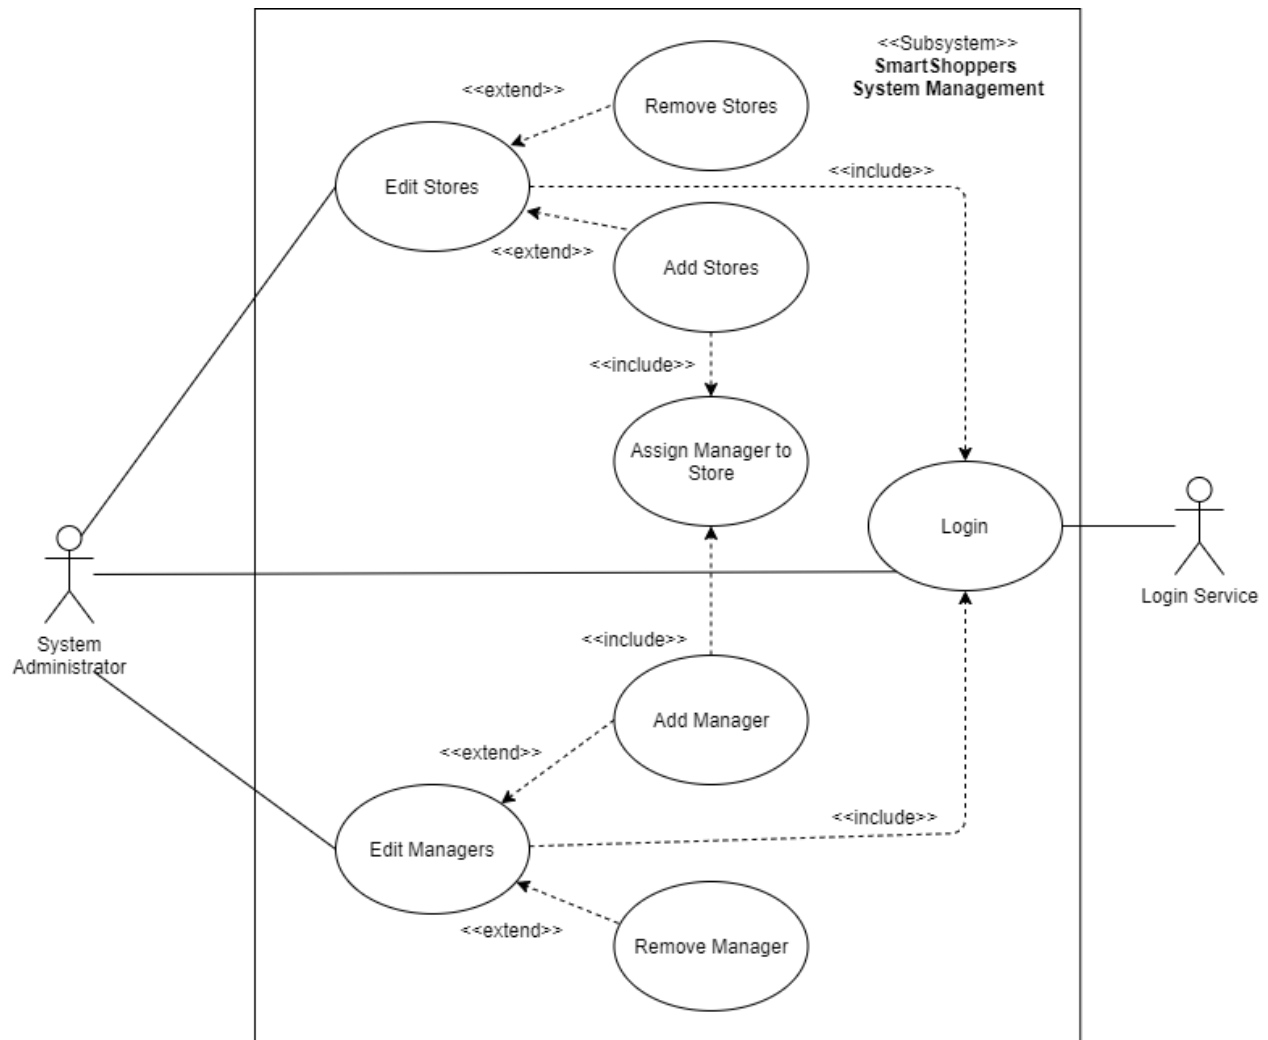 <<Subsystem>>
SmartShoppers
System Management
<<extend>>
Remove Stores
Edit Stores
<<include>>
<<extend>>
Add Stores
<<include>>
Assign Manager to
Store
Login
Login Service
System
Administrator
<<include>>
Add Manager
<<extend>>
<<include>>
Edit Managers
<<extend>>
Remove Manager